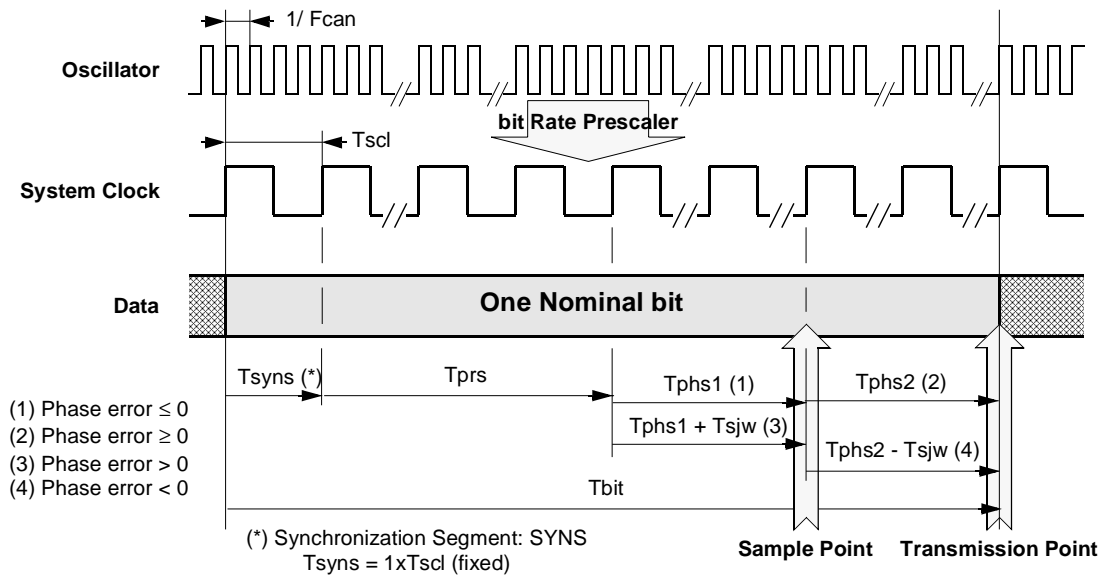 1/ Fcan
Oscillator
bit Rate Prescaler
Tscl
System Clock
Data
One Nominal bit
Tsyns (*)
Tprs
Tphs1 (1)
Tphs2 (2)
(1) Phase error ≤ 0
(2) Phase error ≥ 0
(3) Phase error > 0
(4) Phase error < 0
Tphs1 + Tsjw (3)
Tphs2 - Tsjw (4)
Tbit
(*) Synchronization Segment: SYNS
Tsyns = 1xTscl (fixed)
Sample Point
Transmission Point